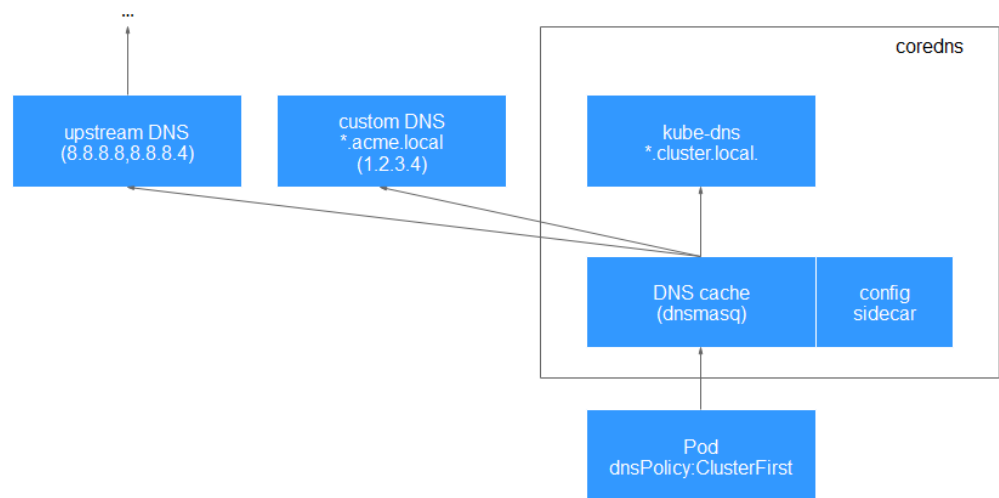 ...
coredns
upstream DNS
(8.8.8.8,8.8.8.4)
custom DNS
*.acme.local
(1.2.3.4)
kube-dns
*.cluster.local.
DNS cache
(dnsmasq)
config
sidecar
Pod
dnsPolicy:ClusterFirst